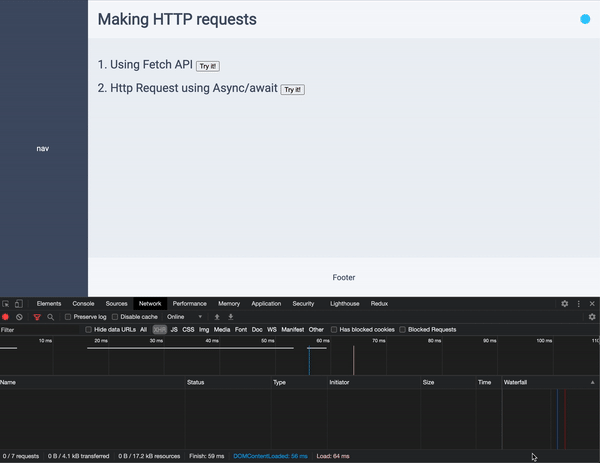 Making HTTP requests
1. Using Fetch API Try it!
2. Http Request using Async/await Try it!
nav
Footer
Elements Console Sources Network Performance Memory Application Security Lighthouse Redux
Preserve log Disable cache Online
Filter Hide data URLs All XHR JS CSS Img Media Font Doc WS Manifest Other Has blocked cookies Blocked Requests
10 ms 20 ms 30 ms 40 ms 50 ms 60 ms 70 ms 80 ms 90 ms 100 ms 110
Name Status Type Initiator Size Time Waterfall
0 / 7 requests 0 B / 4.1 kB transferred 0 B / 17.2 kB resources Finish: 59 ms DOMContentLoaded: 56 ms Load: 64 ms